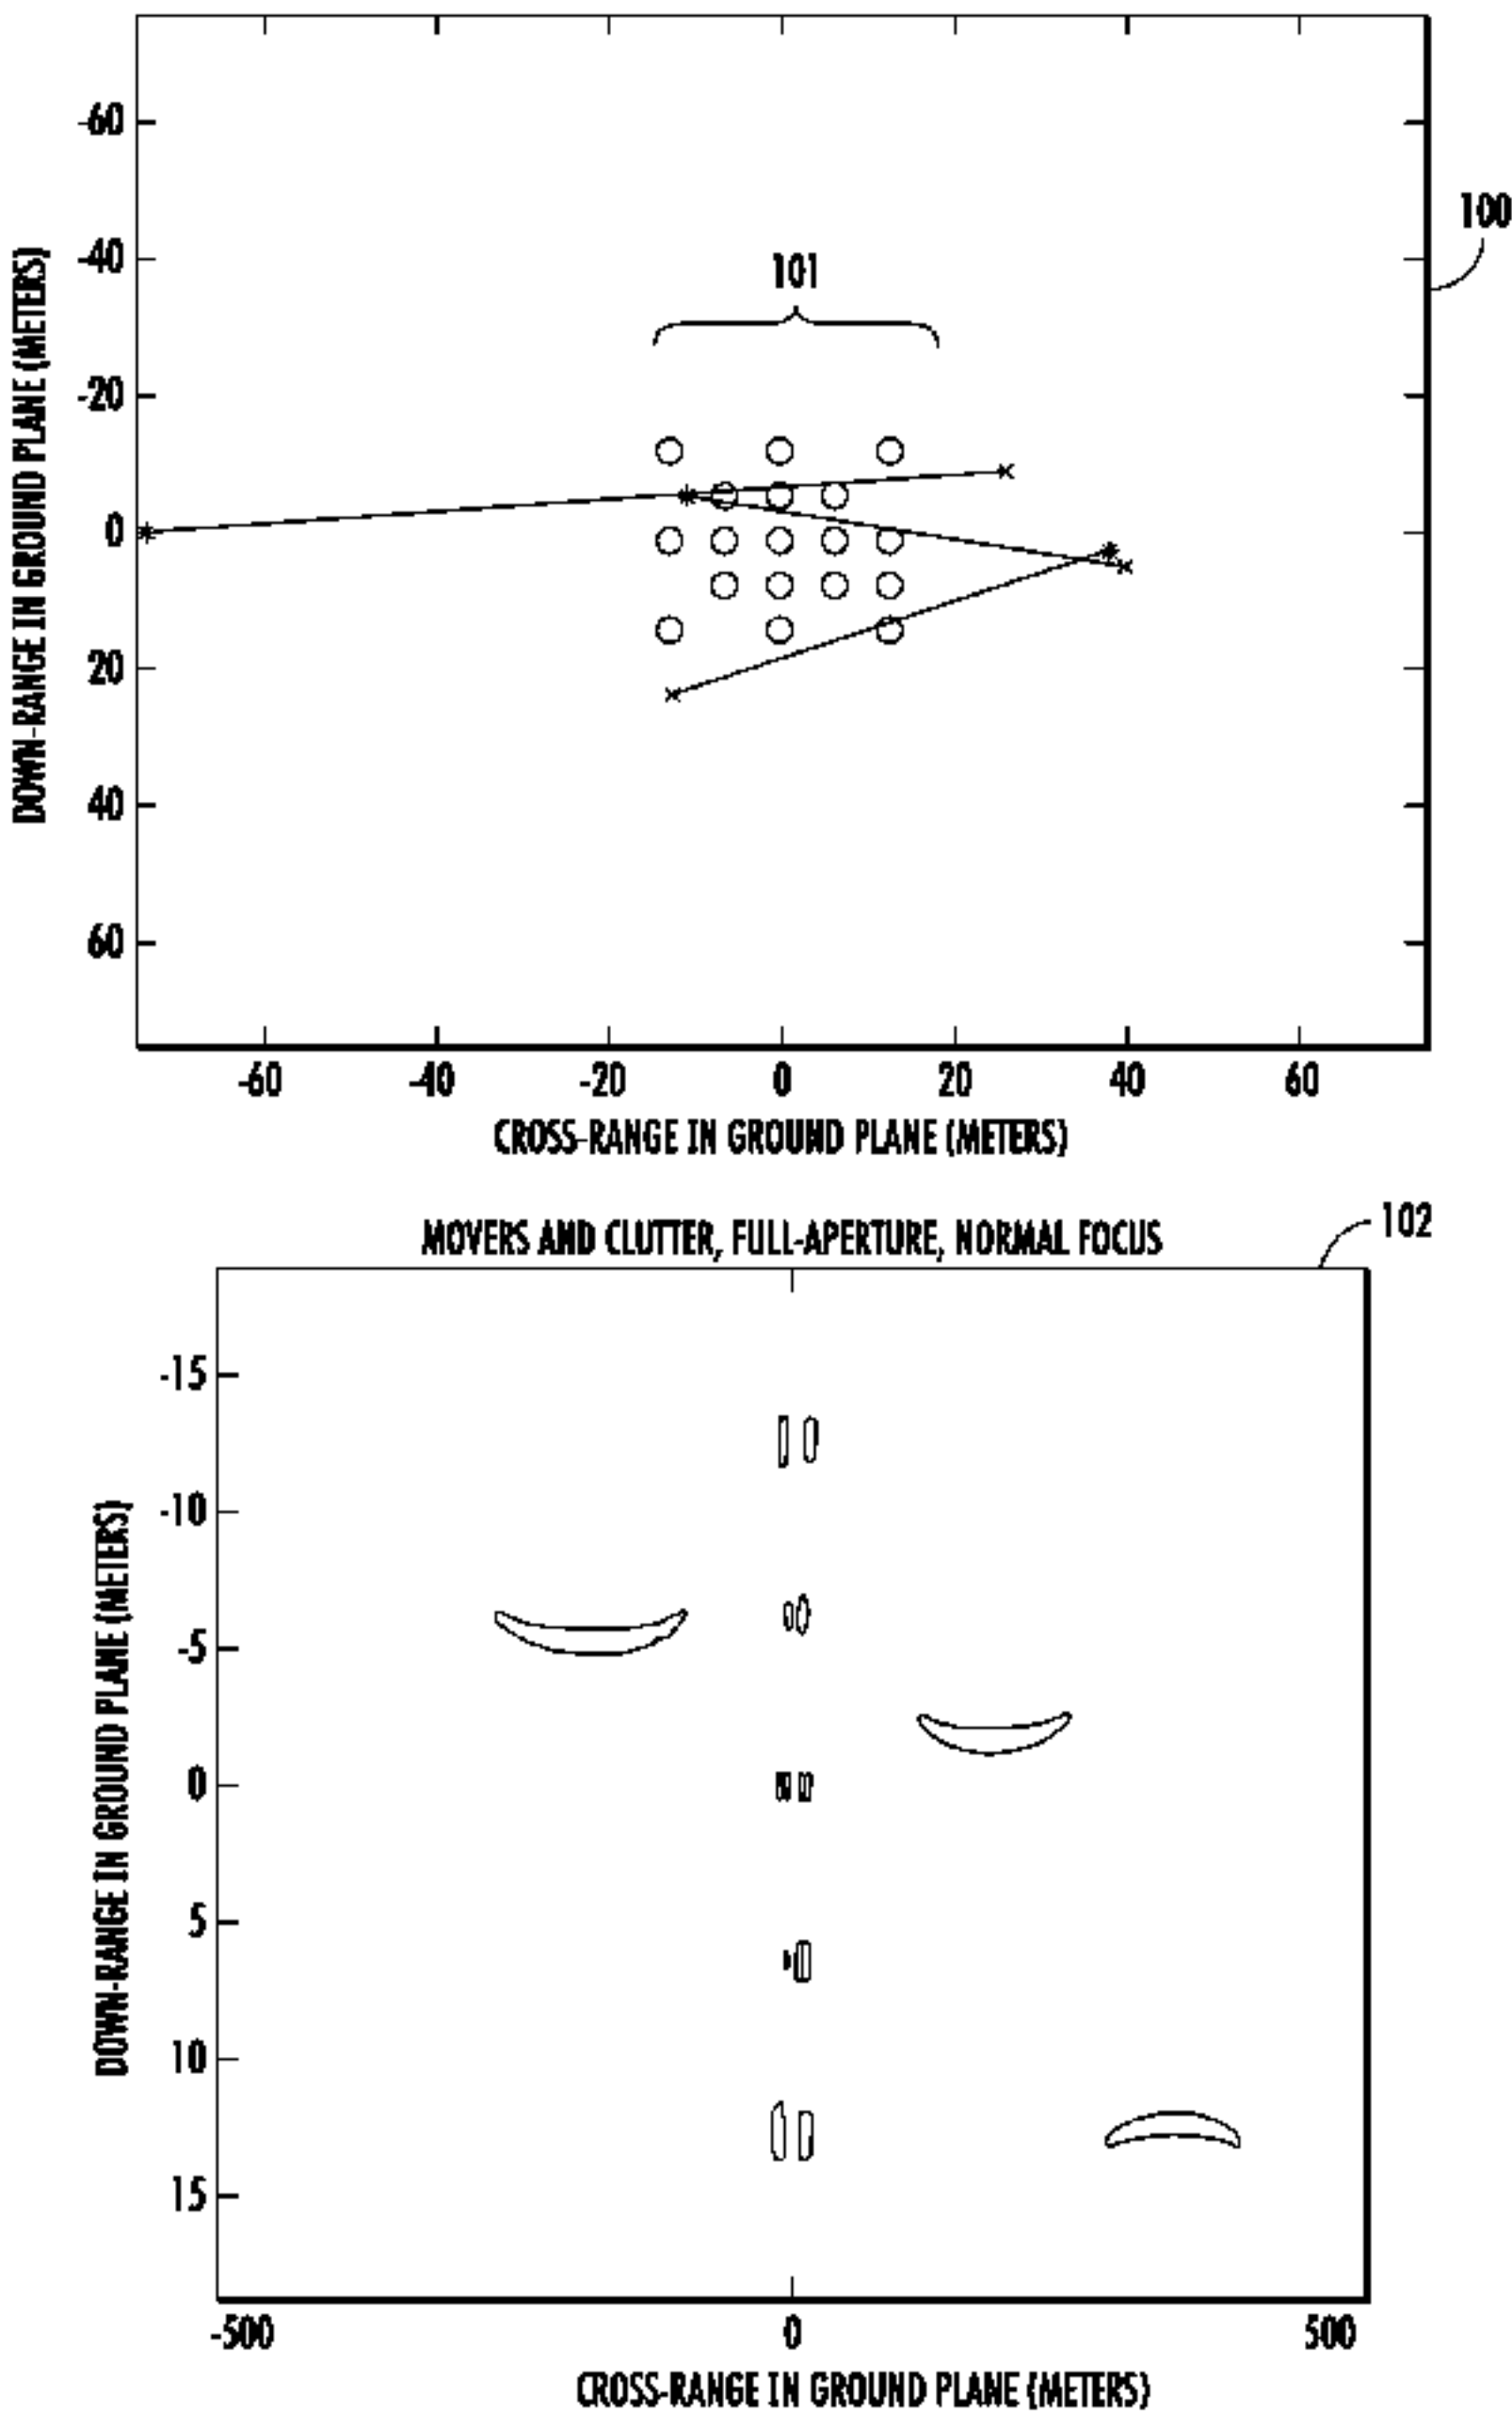 -60
-40
-20
0
20
40
60
DOWN-RANGE IN GROUND PLANE (METERS)
101
100
-60 -40 -20 0 20 40 60
CROSS-RANGE IN GROUND PLANE (METERS)
MOVERS AND CLUTTER, FULL-APERTURE, NORMAL FOCUS
102
-15
-10
-5
0
5
10
15
DOWN-RANGE IN GROUND PLANE (METERS)
-500 0 500
CROSS-RANGE IN GROUND PLANE (METERS)